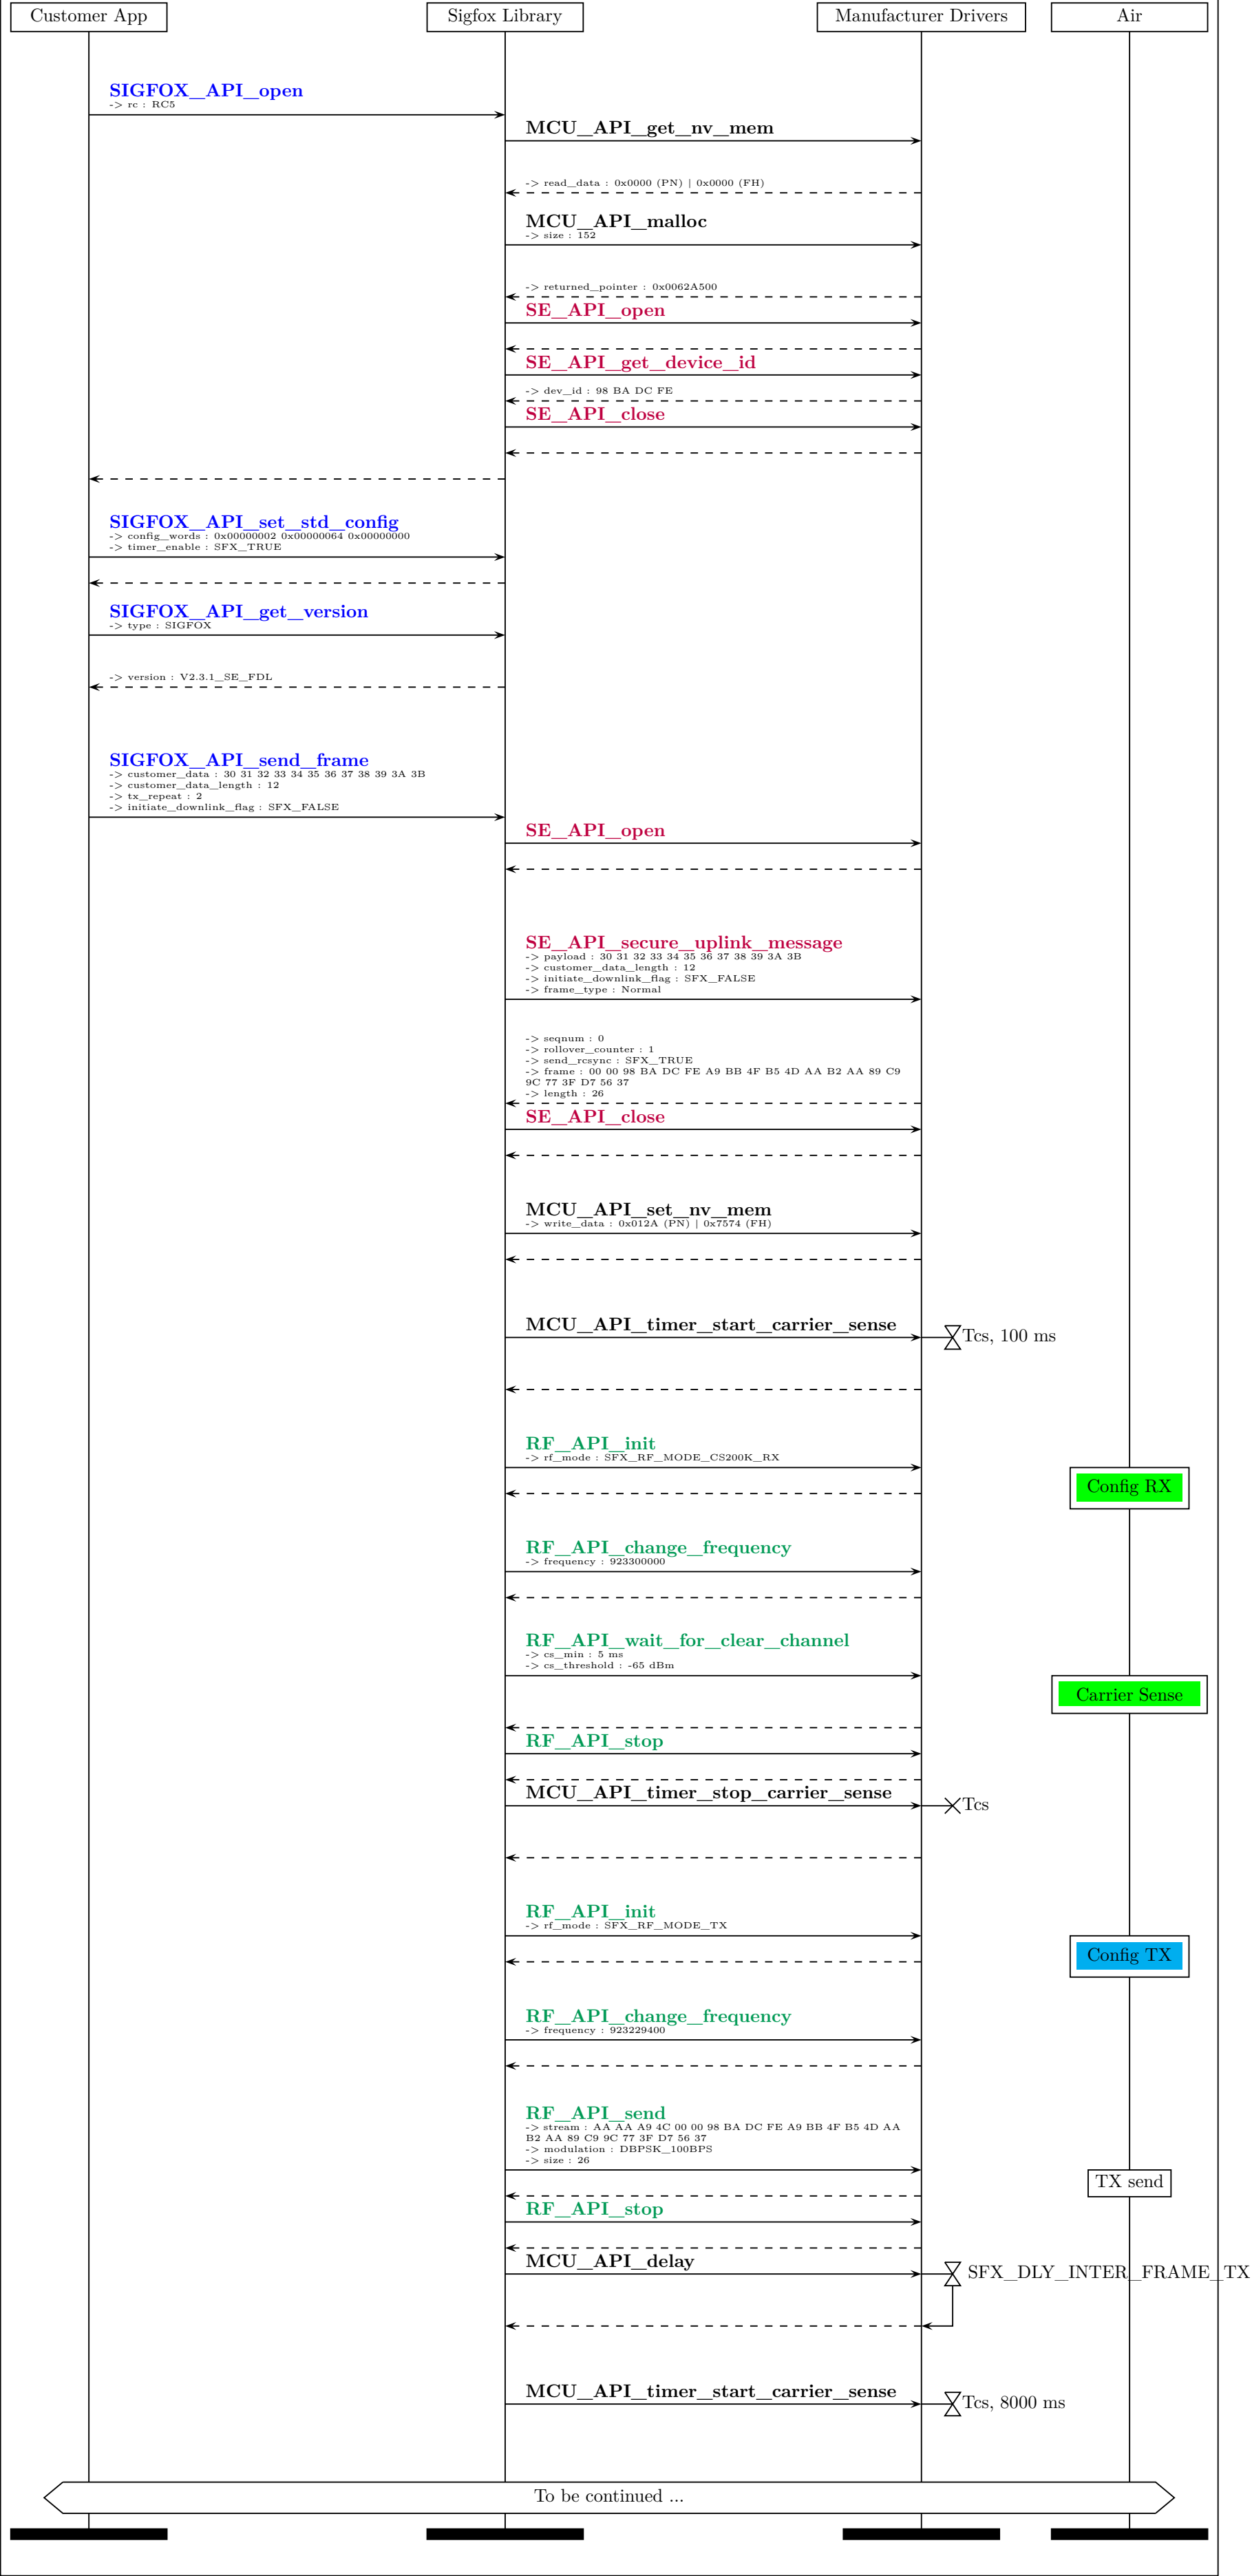 Customer App
Sigfox Library
Manufacturer Drivers
Air
SIGFOX_API_open
-> rc : RC5
MCU_API_get_nv_mem
-> read_data : 0x0000 (PN) | 0x0000 (FH)
MCU_API_malloc
-> size : 152
-> returned_pointer : 0x0062A500
SE_API_open
SE_API_get_device_id
-> dev_id : 98 BA DC FE
SE_API_close
SIGFOX_API_set_std_config
-> config_words : 0x00000002 0x00000064 0x00000000
-> timer_enable : SFX_TRUE
SIGFOX_API_get_version
-> type : SIGFOX
-> version : V2.3.1_SE_FDL
SIGFOX_API_send_frame
-> customer_data : 30 31 32 33 34 35 36 37 38 39 3A 3B
-> customer_data_length : 12
-> tx_repeat : 2
-> initiate_downlink_flag : SFX_FALSE
SE_API_open
SE_API_secure_uplink_message
-> payload : 30 31 32 33 34 35 36 37 38 39 3A 3B
-> customer_data_length : 12
-> initiate_downlink_flag : SFX_FALSE
-> frame_type : Normal
-> seqnum : 0
-> rollover_counter : 1
-> send_rcsync : SFX_TRUE
-> frame : 00 00 98 BA DC FE A9 BB 4F B5 4D AA B2 AA 89 C9
9C 77 3F D7 56 37
-> length : 26
SE_API_close
MCU_API_set_nv_mem
-> write_data : 0x012A (PN) | 0x7574 (FH)
MCU_API_timer_start_carrier_sense
Tcs, 100 ms
RF_API_init
-> rf_mode : SFX_RF_MODE_CS200K_RX
Config RX
RF_API_change_frequency
-> frequency : 923300000
RF_API_wait_for_clear_channel
-> cs_min : 5 ms
-> cs_threshold : -65 dBm
Carrier Sense
RF_API_stop
MCU_API_timer_stop_carrier_sense
Tcs
RF_API_init
-> rf_mode : SFX_RF_MODE_TX
Config TX
RF_API_change_frequency
-> frequency : 923229400
RF_API_send
-> stream : AA AA A9 4C 00 00 98 BA DC FE A9 BB 4F B5 4D AA
B2 AA 89 C9 9C 77 3F D7 56 37
-> modulation : DBPSK_100BPS
-> size : 26
TX send
RF_API_stop
MCU_API_delay
SFX_DLY_INTER_FRAME_TX
MCU_API_timer_start_carrier_sense
Tcs, 8000 ms
To be continued ...